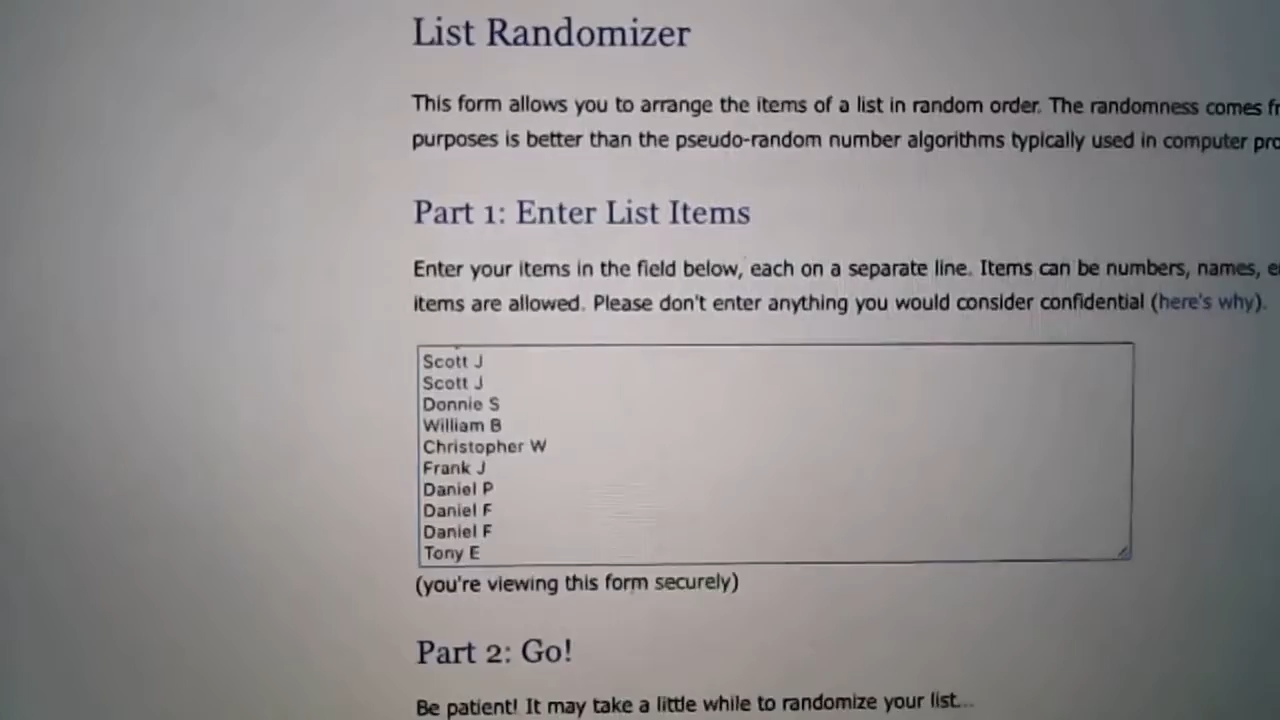 List Randomizer
This form allows you to arrange the items of a list in random order. The randomness comes
purposes is better than the pseudo-random number algorithms typically used in computer
Part 1: Enter List Items
Enter your items in the field below, each on a separate line. Items can be numbers, names,
items are allowed. Please don't enter anything you would consider confidential (here's why).
Scott J
Scott J
Donnie S
William B
Christopher W
Frank J
Daniel P
Daniel F
Daniel F
Tony E
(you're viewing this form securely)
Part 2: Go!
Be patient! It may take a little while to randomize your list...